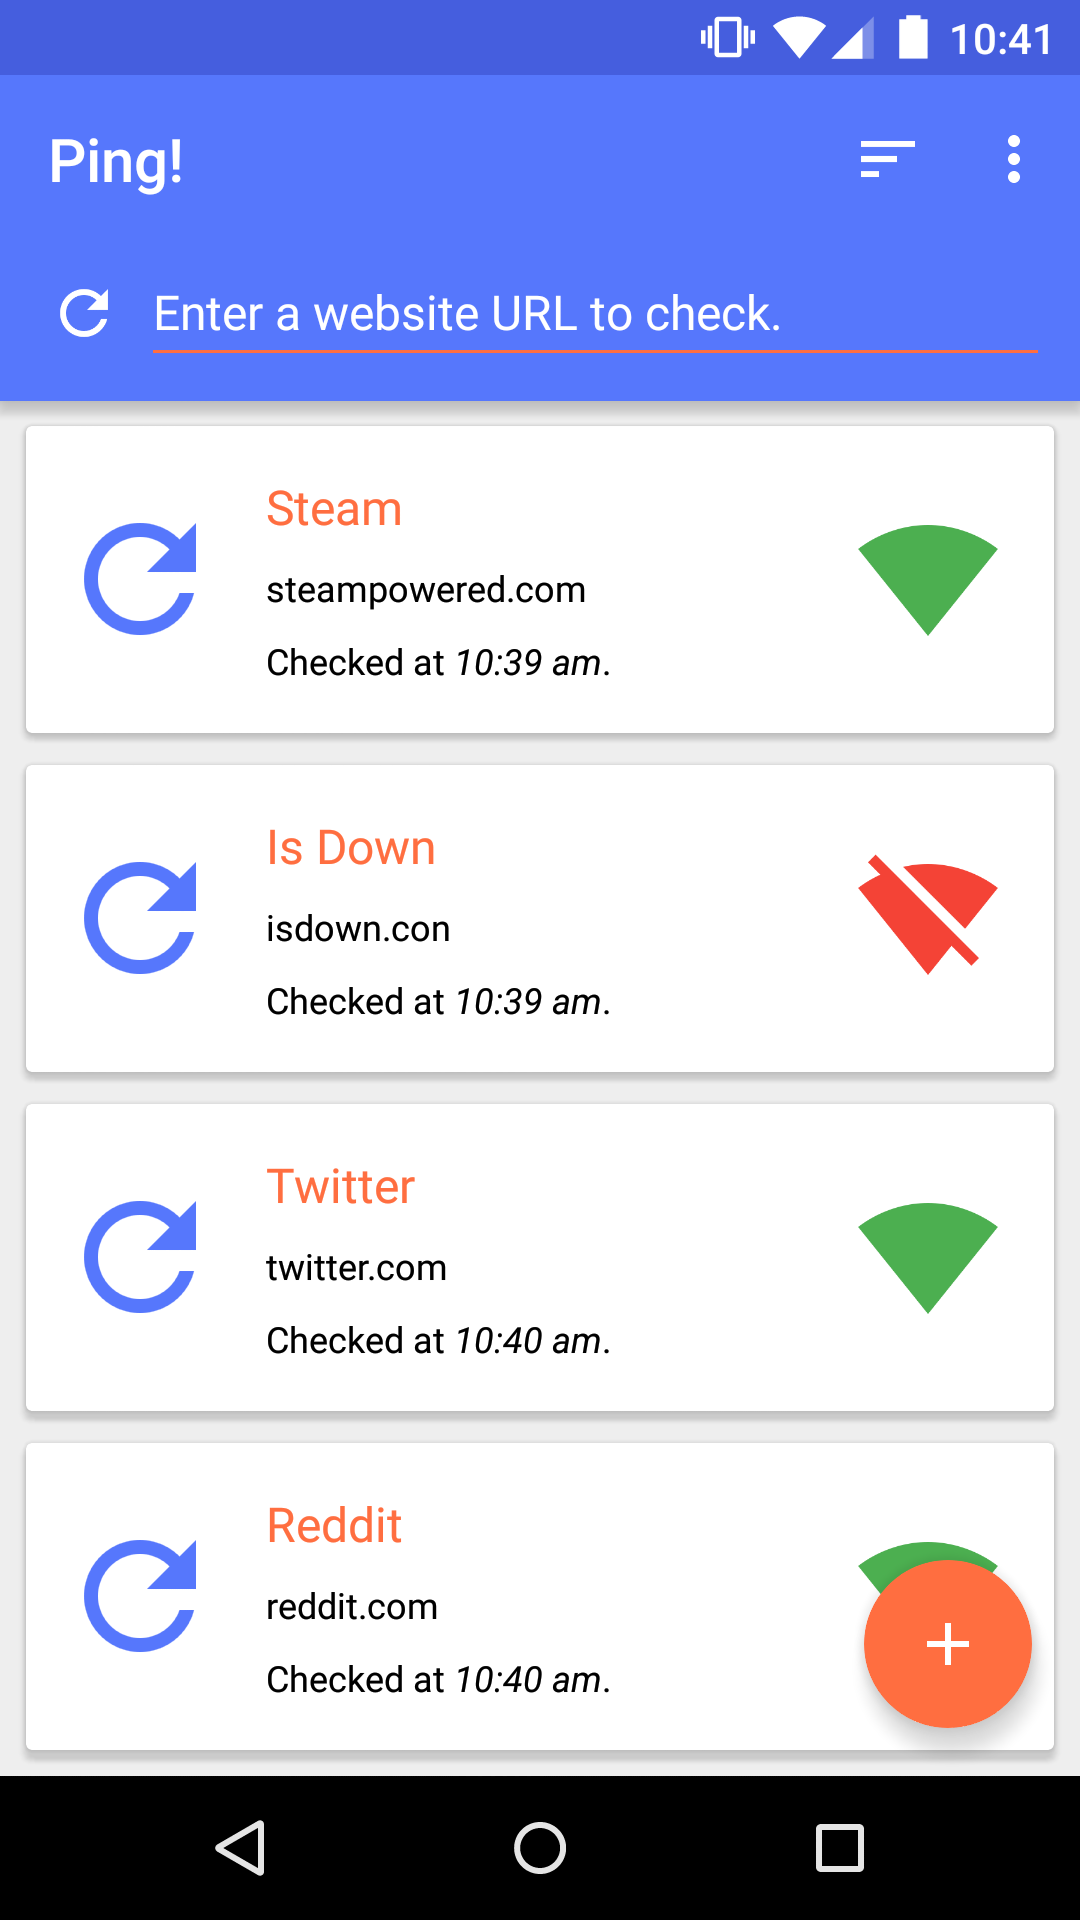 10:41
Ping!
Enter a website URL to check.
Steam
steampowered.com
Checked at 10:39 am.
Is Down
isdown.con
Checked at 10:39 am.
Twitter
twitter.com
Checked at 10:40 am.
Reddit
reddit.com
Checked at 10:40 am.